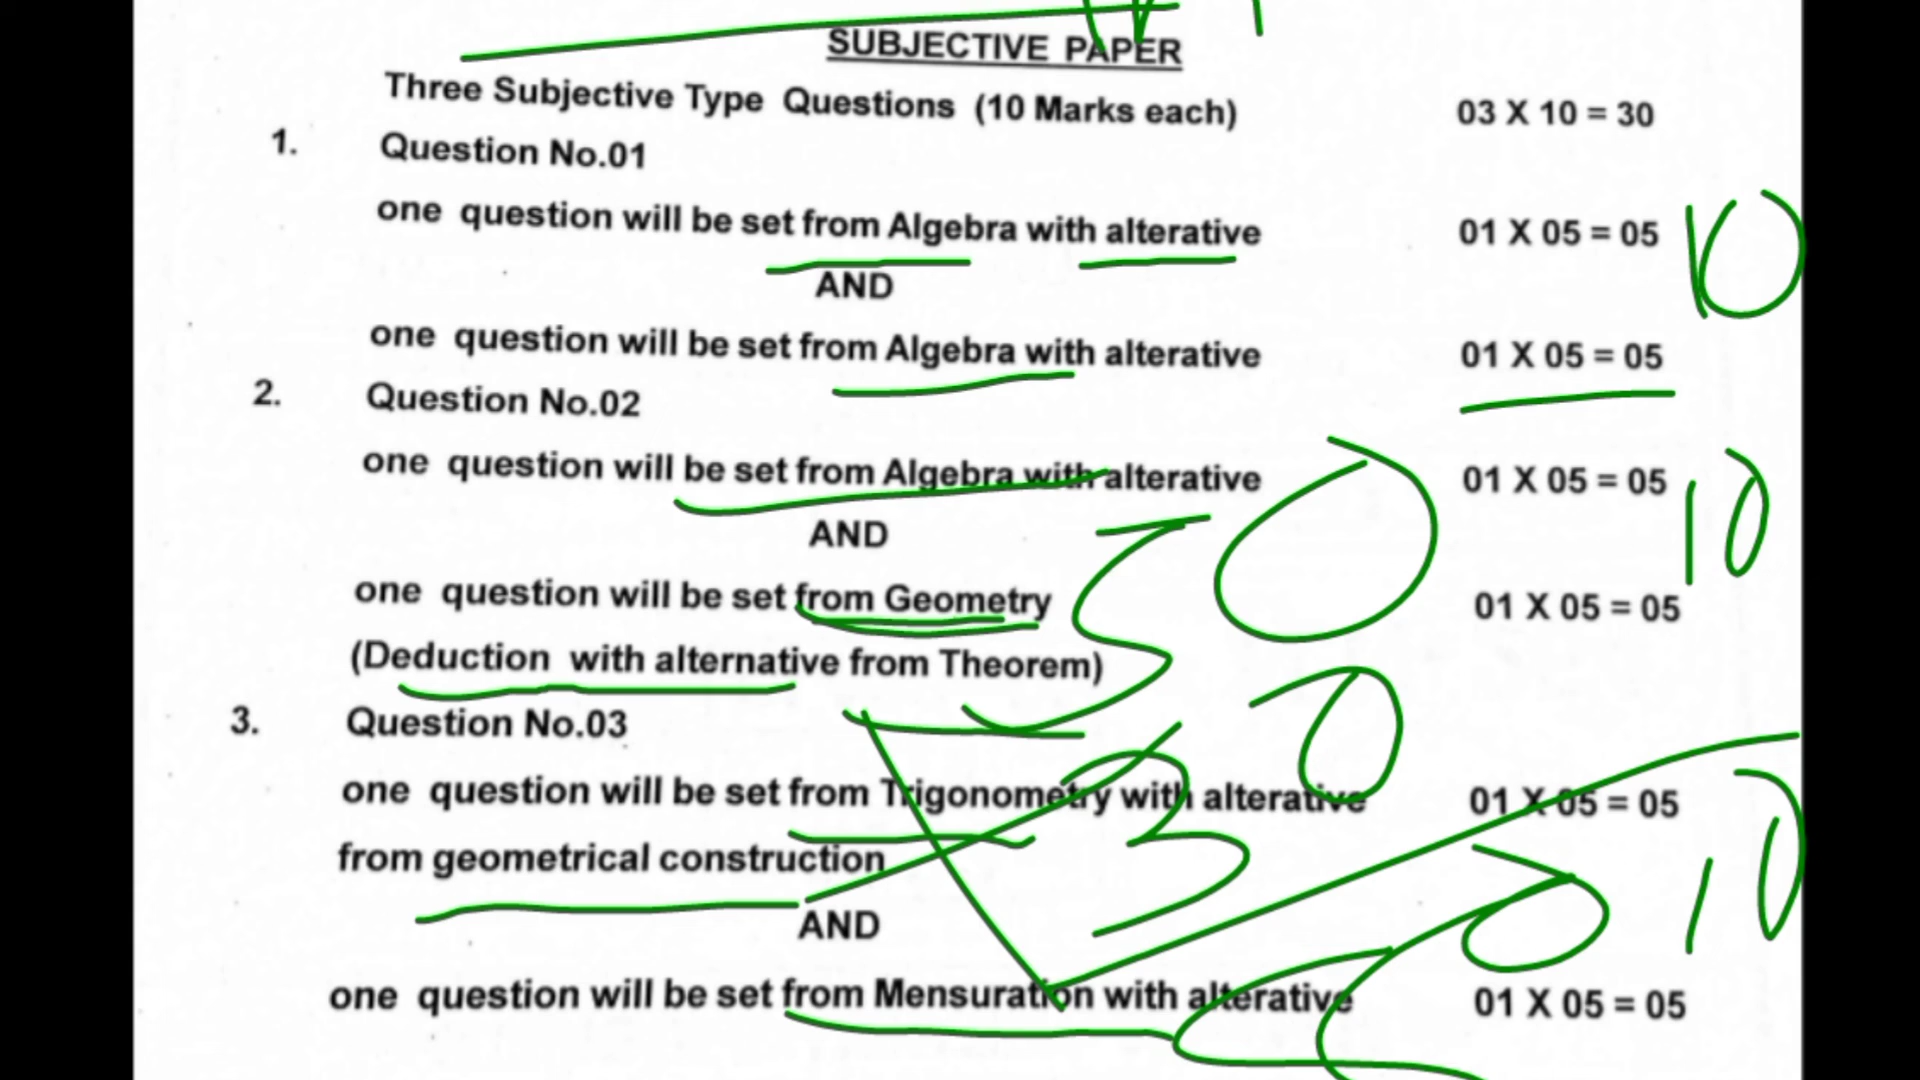 SUBJECTIVE PAPER
Three Subjective Type Questions (10 Marks each) 03 X 10 = 30
1. Question No.01
one question will be set from Algebra with alterative 01 X 05 = 05 10
AND
one question will be set from Algebra with alterative 01 X 05 = 05
2. Question No.02
one question will be set from Algebra with alterative 01 X 05 = 05 10
AND
one question will be set from Geometry 01 X 05 = 05
(Deduction with alternative from Theorem)
3. Question No.03
one question will be set from Trigonometry with alterative 01 X 05 = 05
from geometrical construction 10
AND
one question will be set from Mensuration with alterative 01 X 05 = 05